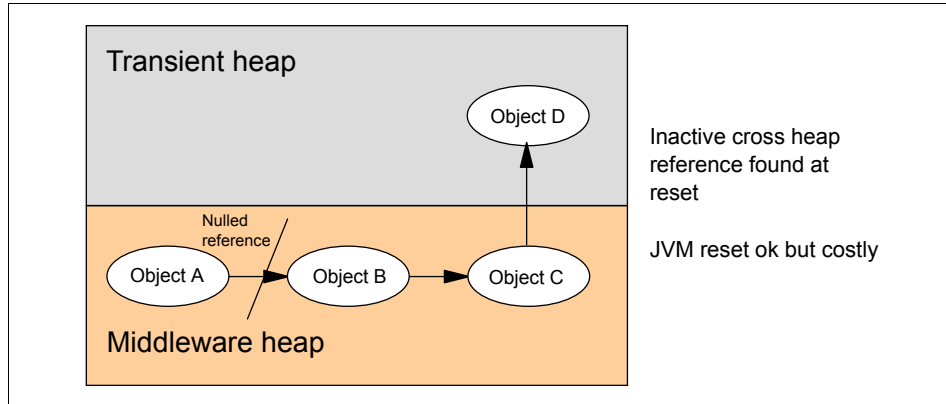 Transient heap
Object D
Inactive cross heap
reference found at
reset
JVM reset ok but costly
Nulled
reference
Object A
Object B
Object C
Middleware heap